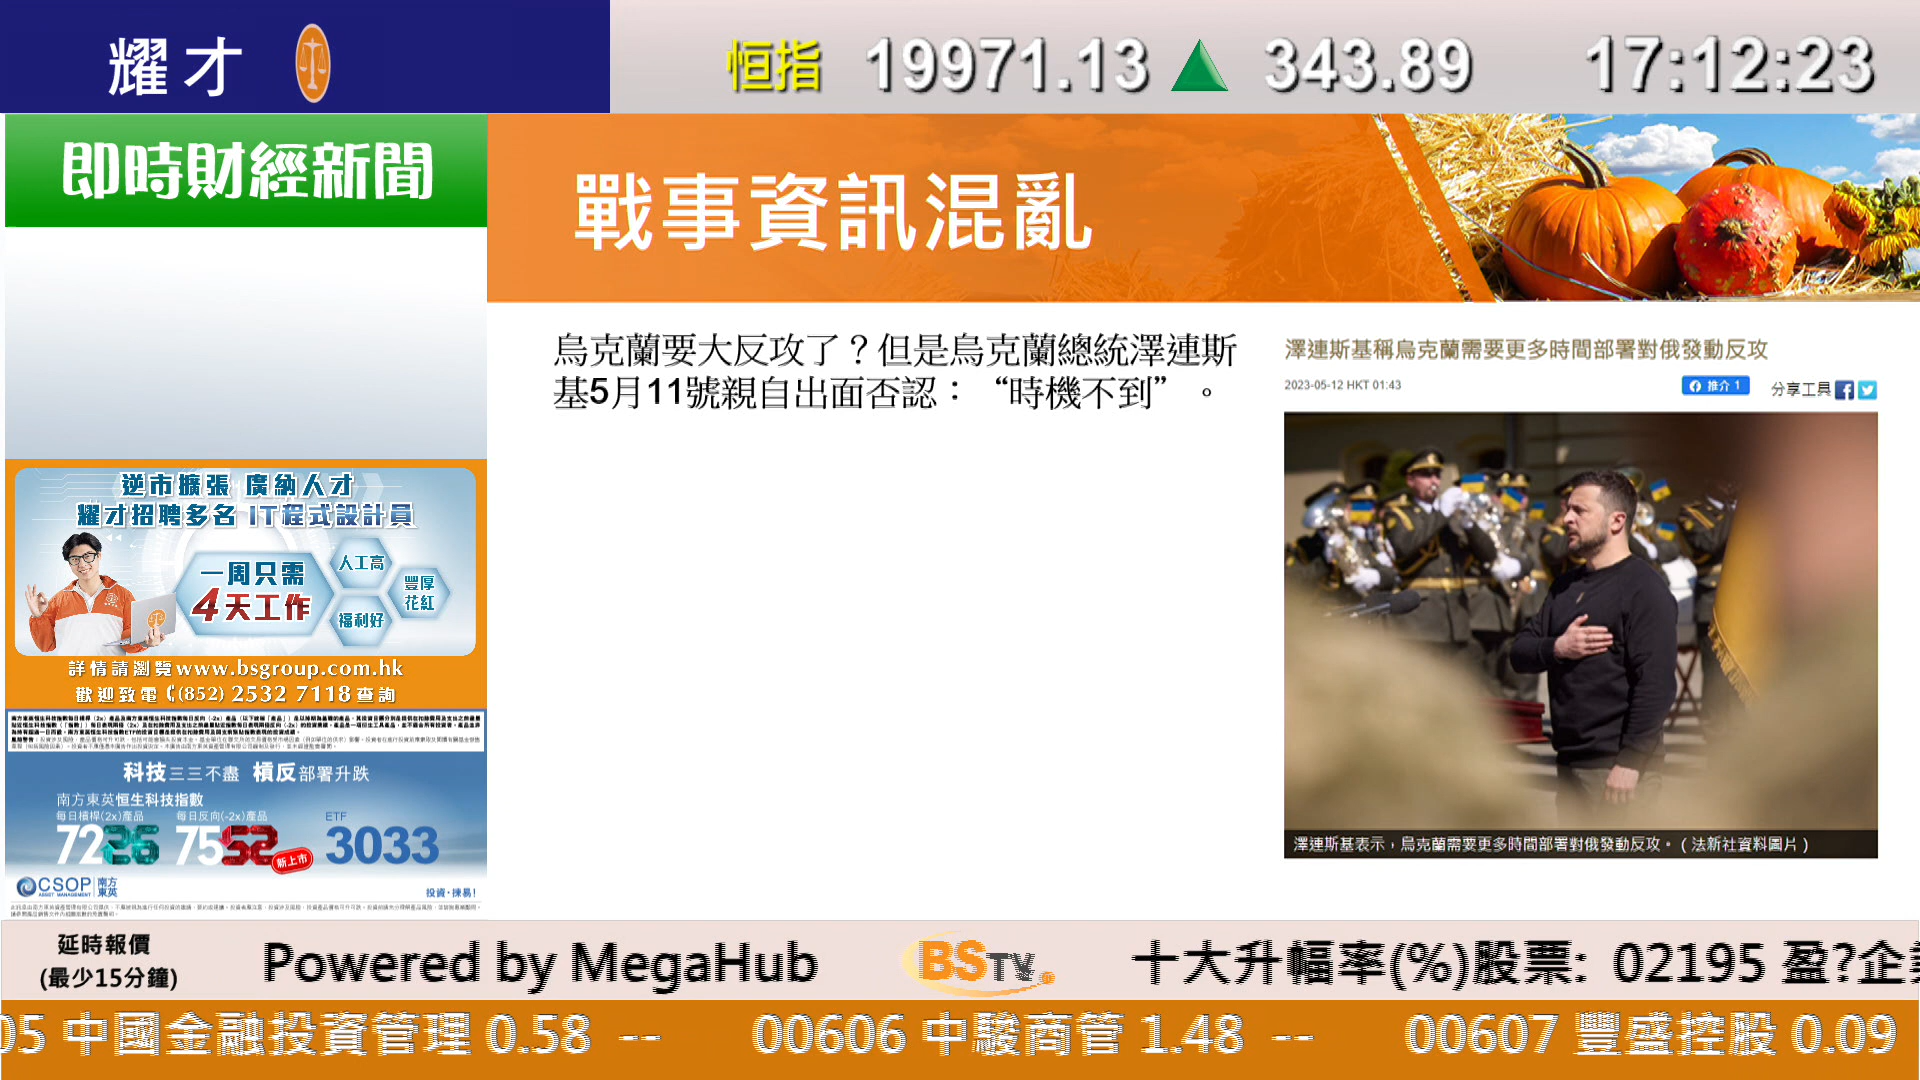 耀才
恒指 19971.13 343.89 17:12:23
即時財經新聞
戰事資訊混亂
烏克蘭要大反攻了？但是烏克蘭總統澤連斯
基5月11號親自出面否認：“時機不到”。
澤連斯基稱烏克蘭需要更多時間部署對俄發動反攻
2023-05-12 HKT 01:43
推介 1
分享工具
澤連斯基表示，烏克蘭需要更多時間部署對俄發動反攻。(法新社資料圖片)
逆市擴張 廣納人才
耀才招聘多名 IT程式設計員
一周只需
4天工作
人工高
豐厚
花紅
福利好
詳情請瀏覽www.bsgroup.com.hk
歡迎致電 (852) 2532 7118 查詢
科技三三不盡 槓反部署升跌
南方東英恒生科技指數
每日槓桿(2x)產品 每日反向(-2x)產品 ETF
7226 7552 新上市 3033
CSOP 南方東英
ASSET MANAGEMENT
投資·揀易!
延時報價
(最少15分鐘)
Powered by MegaHub
BSTV
十大升幅率(%)股票: 02195 盈?企
05 中國金融投資管理 0.58 -- 00606 中駿商管 1.48 -- 00607 豐盛控股 0.09